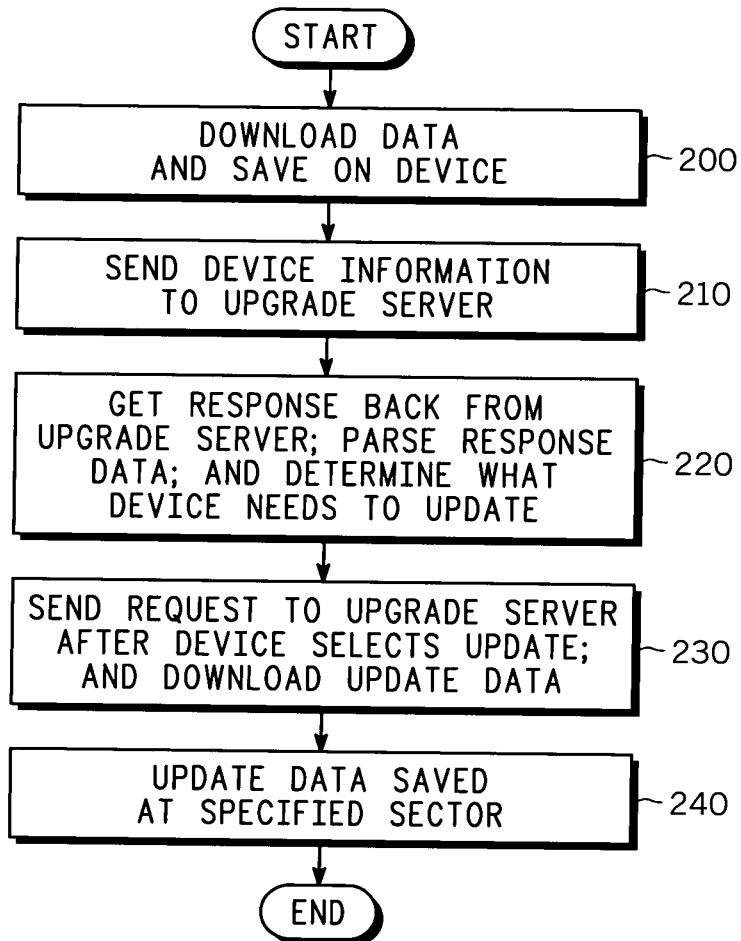 START
DOWNLOAD DATA
AND SAVE ON DEVICE
200
SEND DEVICE INFORMATION
TO UPGRADE SERVER
210
GET RESPONSE BACK FROM
UPGRADE SERVER; PARSE RESPONSE
DATA; AND DETERMINE WHAT
DEVICE NEEDS TO UPDATE
220
SEND REQUEST TO UPGRADE SERVER
AFTER DEVICE SELECTS UPDATE;
AND DOWNLOAD UPDATE DATA
230
UPDATE DATA SAVED
AT SPECIFIED SECTOR
240
END